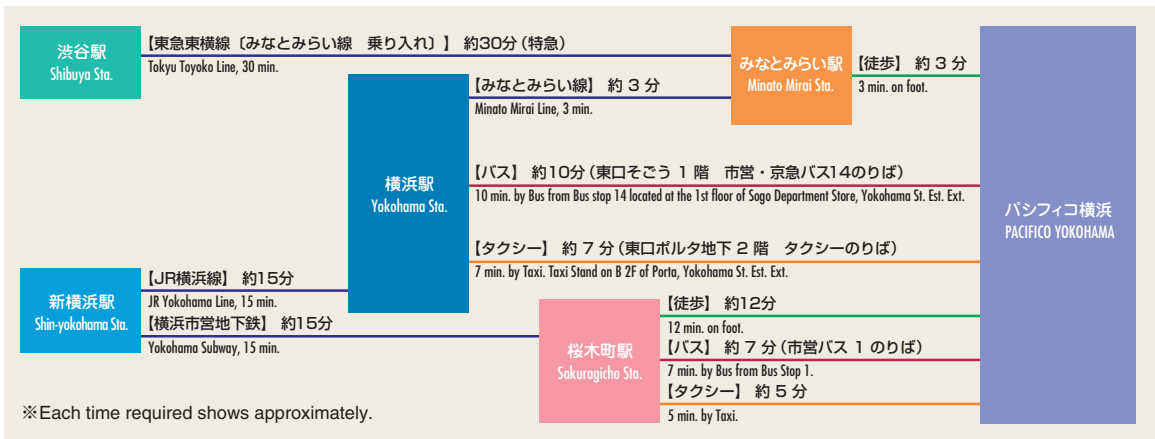 渋谷駅
Shibuya Sta.
【東急東横線〔みなとみらい線 乗り入れ〕】 約30分(特急)
Tokyu Toyoko Line, 30 min.
みなとみらい駅
Minato Mirai Sta.
【徒歩】 約 3 分
3 min. on foot.
【みなとみらい線】 約 3 分
Minato Mirai Line, 3 min.
横浜駅
Yokohama Sta.
【バス】 約10分(東口そごう 1 階 市営・京急バス14のりば)
10 min. by Bus from Bus stop 14 located at the 1st floor of Sogo Department Store, Yokohama St. Est. Ext.
パシフィコ横浜
PACIFICO YOKOHAMA
【タクシー】 約 7 分(東口ポルタ地下 2 階 タクシーのりば)
7 min. by Taxi. Taxi Stand on B 2F of Porta, Yokohama St. Est. Ext.
新横浜駅
Shin-yokohama Sta.
【JR横浜線】 約15分
JR Yokohama Line, 15 min.
【横浜市営地下鉄】 約15分
Yokohama Subway, 15 min.
桜木町駅
Sakuragicho Sta.
【徒歩】 約12分
12 min. on foot.
【バス】 約 7 分(市営バス 1 のりば)
7 min. by Bus from Bus Stop 1.
【タクシー】 約 5 分
5 min. by Taxi.
※Each time required shows approximately.